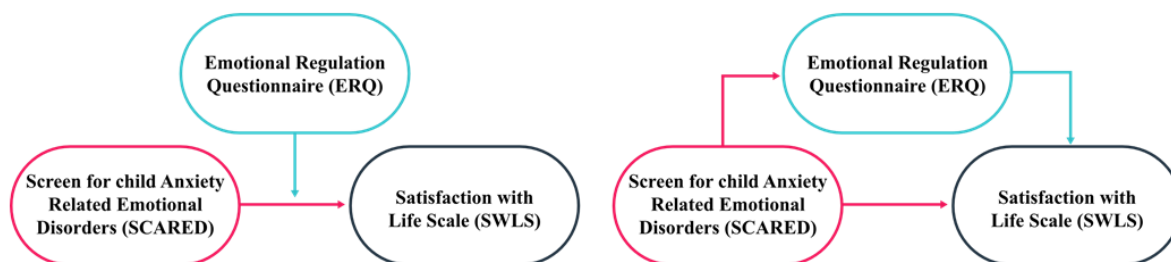 Emotional Regulation
Questionnaire (ERQ)
Screen for child Anxiety
Related Emotional
Disorders (SCARED)
Satisfaction with
Life Scale (SWLS)
Emotional Regulation
Questionnaire (ERQ)
Screen for child Anxiety
Related Emotional
Disorders (SCARED)
Satisfaction with
Life Scale (SWLS)